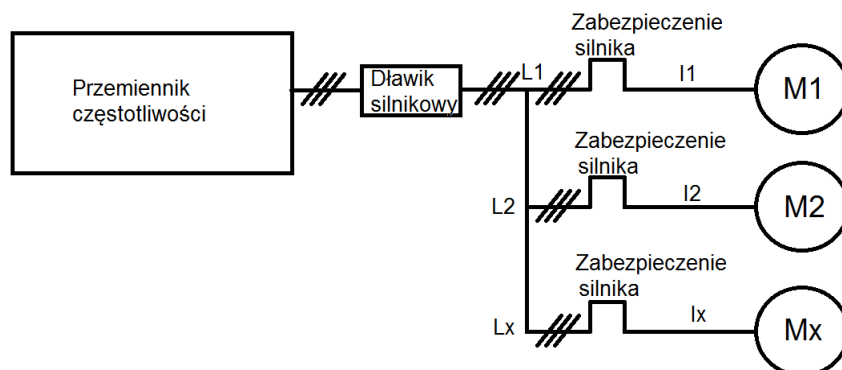 Przemiennik
częstotliwości
Dławik
silnikowy
L1
Zabezpieczenie
silnika
I1
M1
Zabezpieczenie
silnika
L2
I2
M2
Zabezpieczenie
silnika
Lx
Ix
Mx